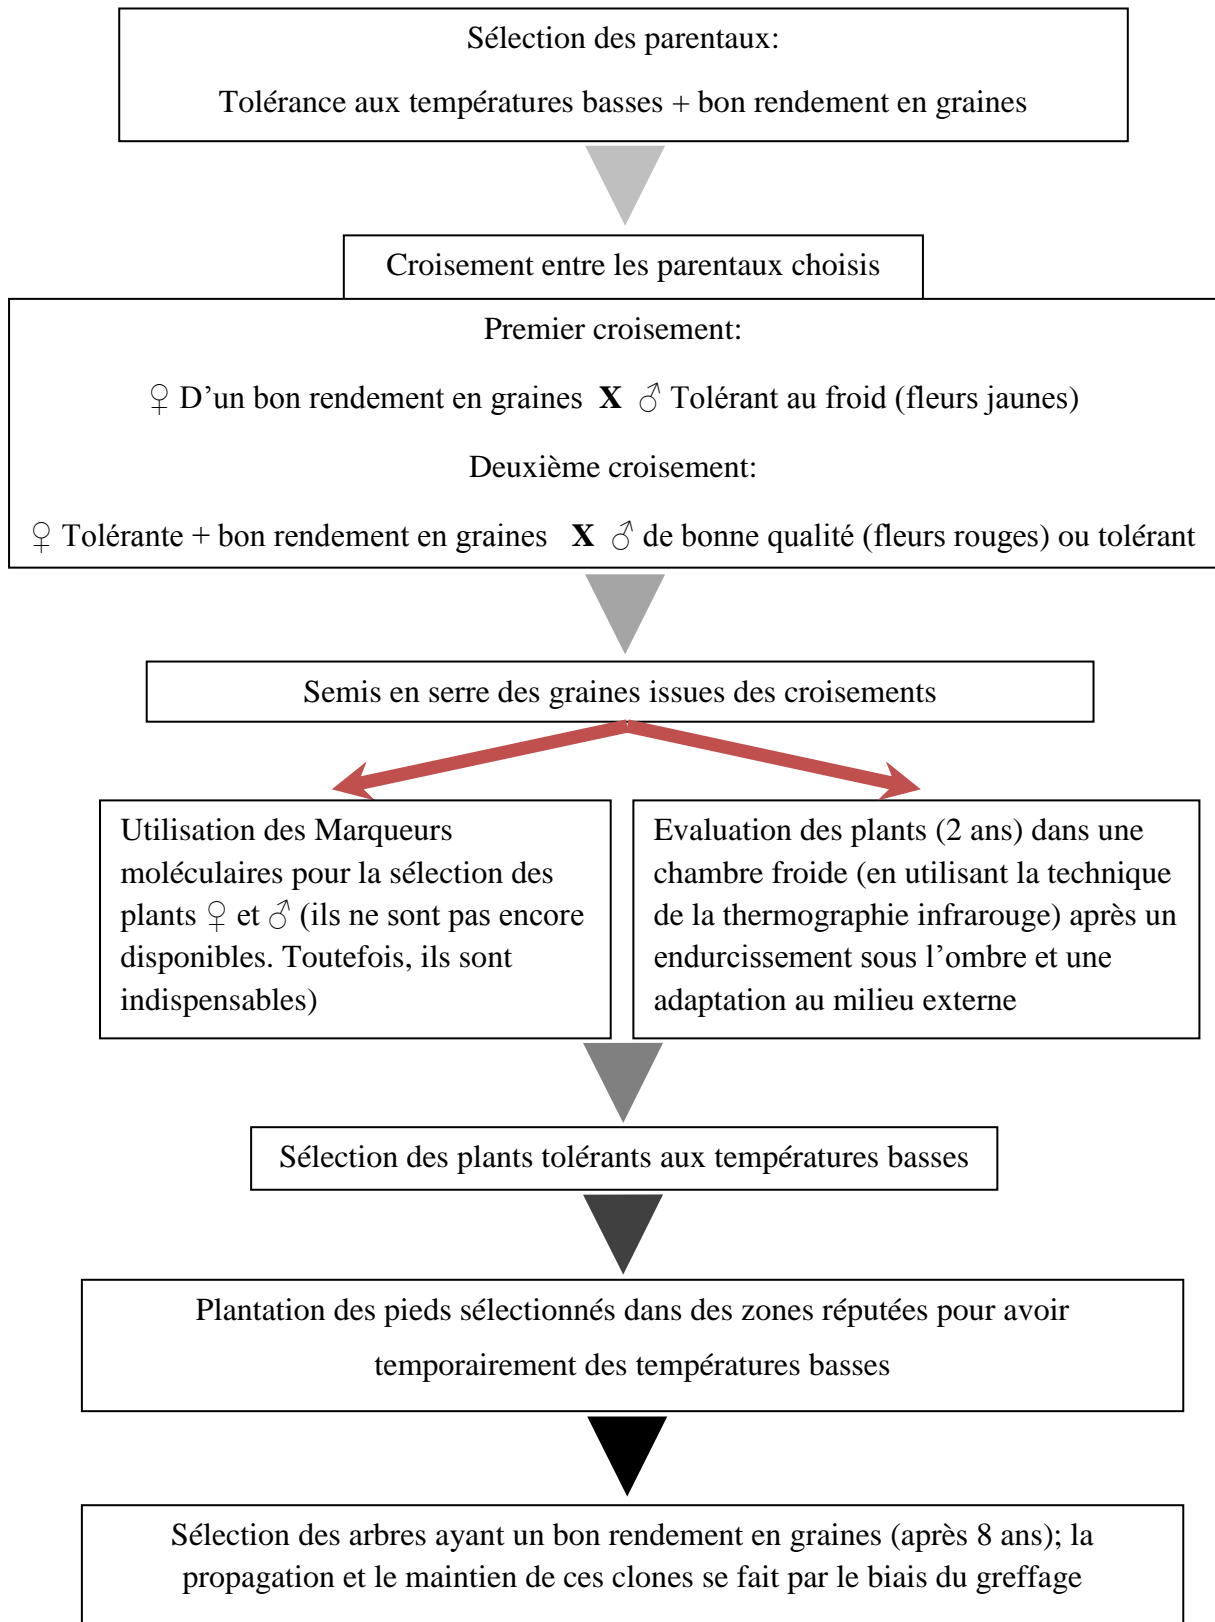 Sélection des parentaux:
Tolérance aux températures basses + bon rendement en graines
Croisement entre les parentaux choisis
Premier croisement:
♀ D’un bon rendement en graines X ♂ Tolérant au froid (fleurs jaunes)
Deuxième croisement:
♀ Tolérante + bon rendement en graines X ♂ de bonne qualité (fleurs rouges) ou tolérant
Semis en serre des graines issues des croisements
Utilisation des Marqueurs
moléculaires pour la sélection des
plants ♀ et ♂ (ils ne sont pas encore
disponibles. Toutefois, ils sont
indispensables)
Evaluation des plants (2 ans) dans une
chambre froide (en utilisant la technique
de la thermographie infrarouge) après un
endurcissement sous l’ombre et une
adaptation au milieu externe
Sélection des plants tolérants aux températures basses
Plantation des pieds sélectionnés dans des zones réputées pour avoir
temporairement des températures basses
Sélection des arbres ayant un bon rendement en graines (après 8 ans); la
propagation et le maintien de ces clones se fait par le biais du greffage